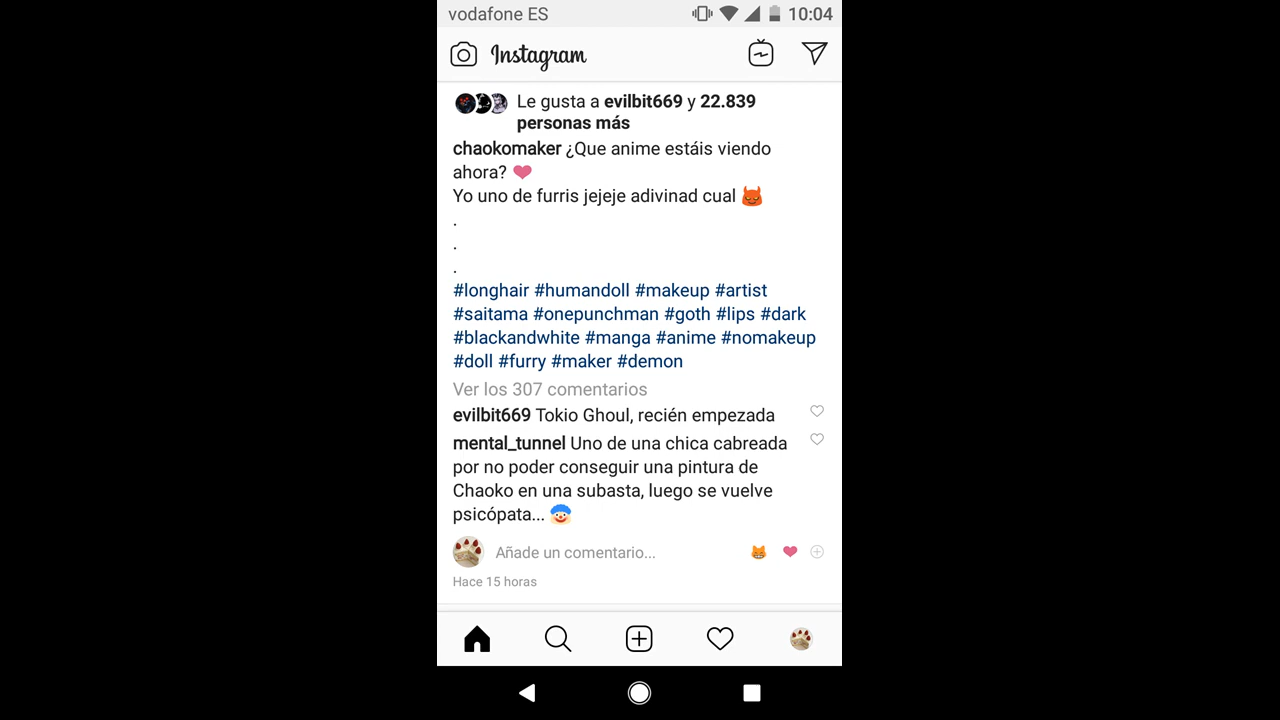 vodafone ES 10:04
Instagram
Le gusta a evilbit669 y 22.839
personas más
chaokomaker ¿Que anime estáis viendo
ahora? ❤
Yo uno de furris jejeje adivinad cual 😈
.
.
.
#longhair #humandoll #makeup #artist
#saitama #onepunchman #goth #lips #dark
#blackandwhite #manga #anime #nomakeup
#doll #furry #maker #demon
Ver los 307 comentarios
evilbit669 Tokio Ghoul, recién empezada
mental_tunnel Uno de una chica cabreada
por no poder conseguir una pintura de
Chaoko en una subasta, luego se vuelve
psicópata...
Añade un comentario...
Hace 15 horas